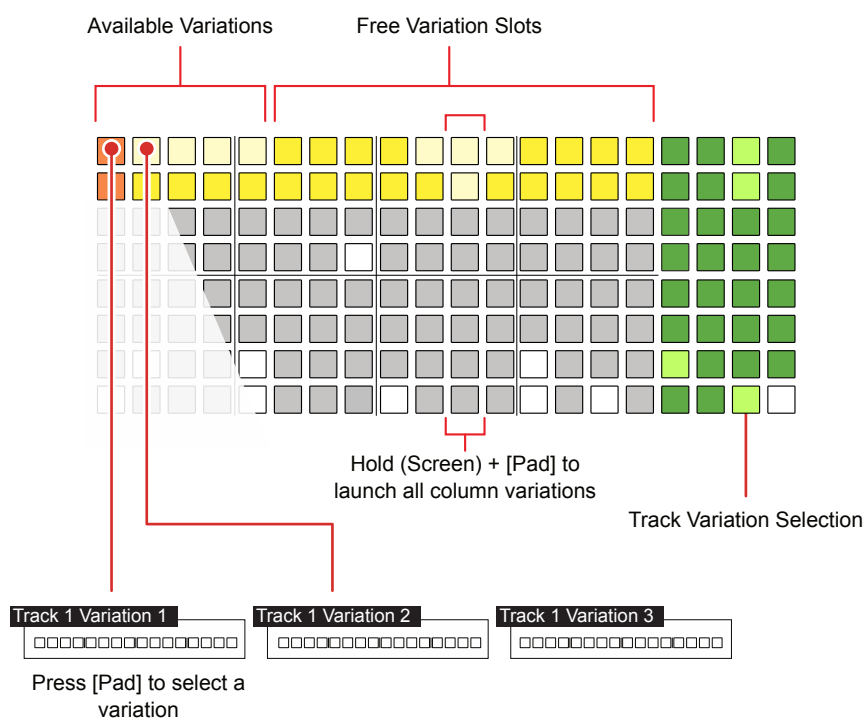 Available Variations
Free Variation Slots
Hold (Screen) + [Pad] to
launch all column variations
Track Variation Selection
Track 1 Variation 1
Track 1 Variation 2
Track 1 Variation 3
Press [Pad] to select a
variation